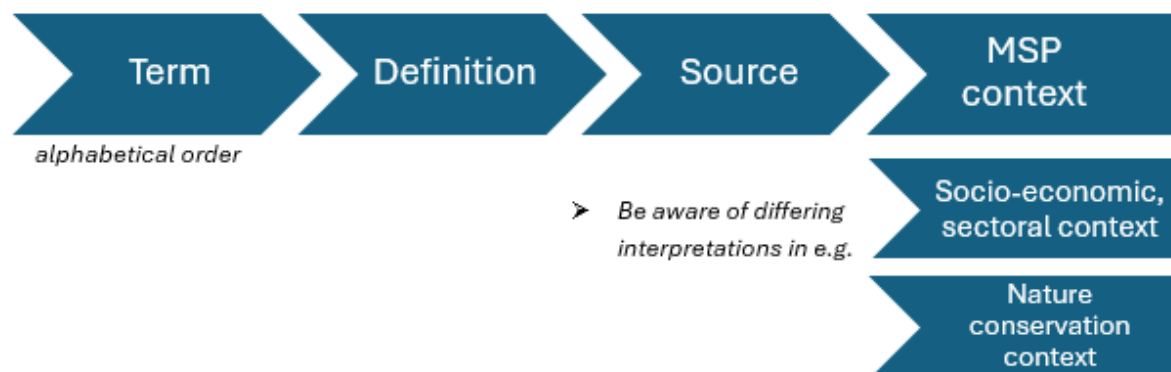 Term
Definition
Source
MSP
context
alphabetical order
➤ Be aware of differing
interpretations in e.g.
Socio-economic,
sectoral context
Nature
conservation
context